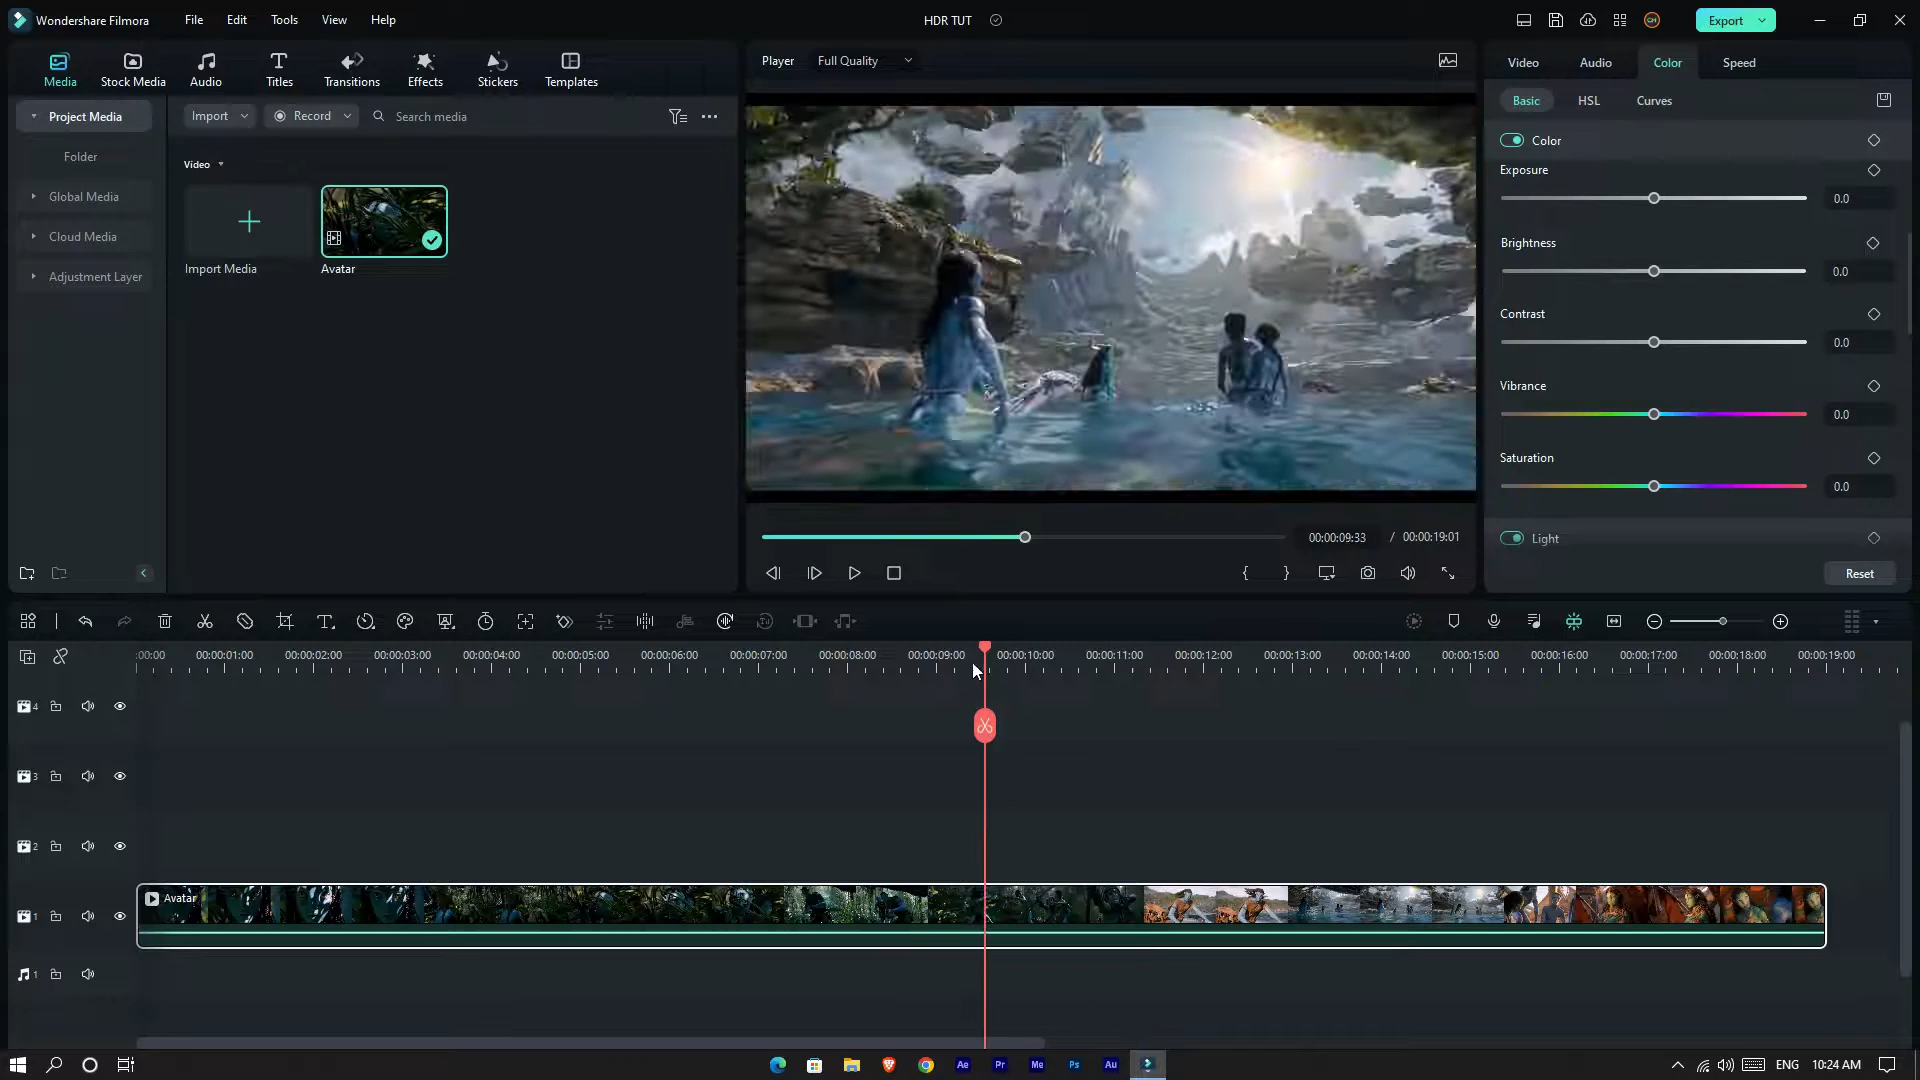 Wondershare Filmora
File
Edit
Tools
View
Help
HDR TUT
Export
Media
Stock Media
Audio
Titles
Transitions
Effects
Stickers
Templates
Player
Full Quality
Video
Audio
Color
Speed
Project Media
Folder
Global Media
Cloud Media
Adjustment Layer
Import
Record
Search media
Video
Import Media
Avatar
Basic
HSL
Curves
Color
Exposure
0.0
Brightness
0.0
Contrast
0.0
Vibrance
0.0
Saturation
0.0
Light
Reset
00:00:09:33 / 00:00:19:01
:00:00
00:00:01:00
00:00:02:00
00:00:03:00
00:00:04:00
00:00:05:00
00:00:06:00
00:00:07:00
00:00:08:00
00:00:09:00
00:00:10:00
00:00:11:00
00:00:12:00
00:00:13:00
00:00:14:00
00:00:15:00
00:00:16:00
00:00:17:00
00:00:18:00
00:00:19:00
4
3
2
1
Avatar
1
Ae
Pr
Me
Ps
Au
ENG
10:24 AM